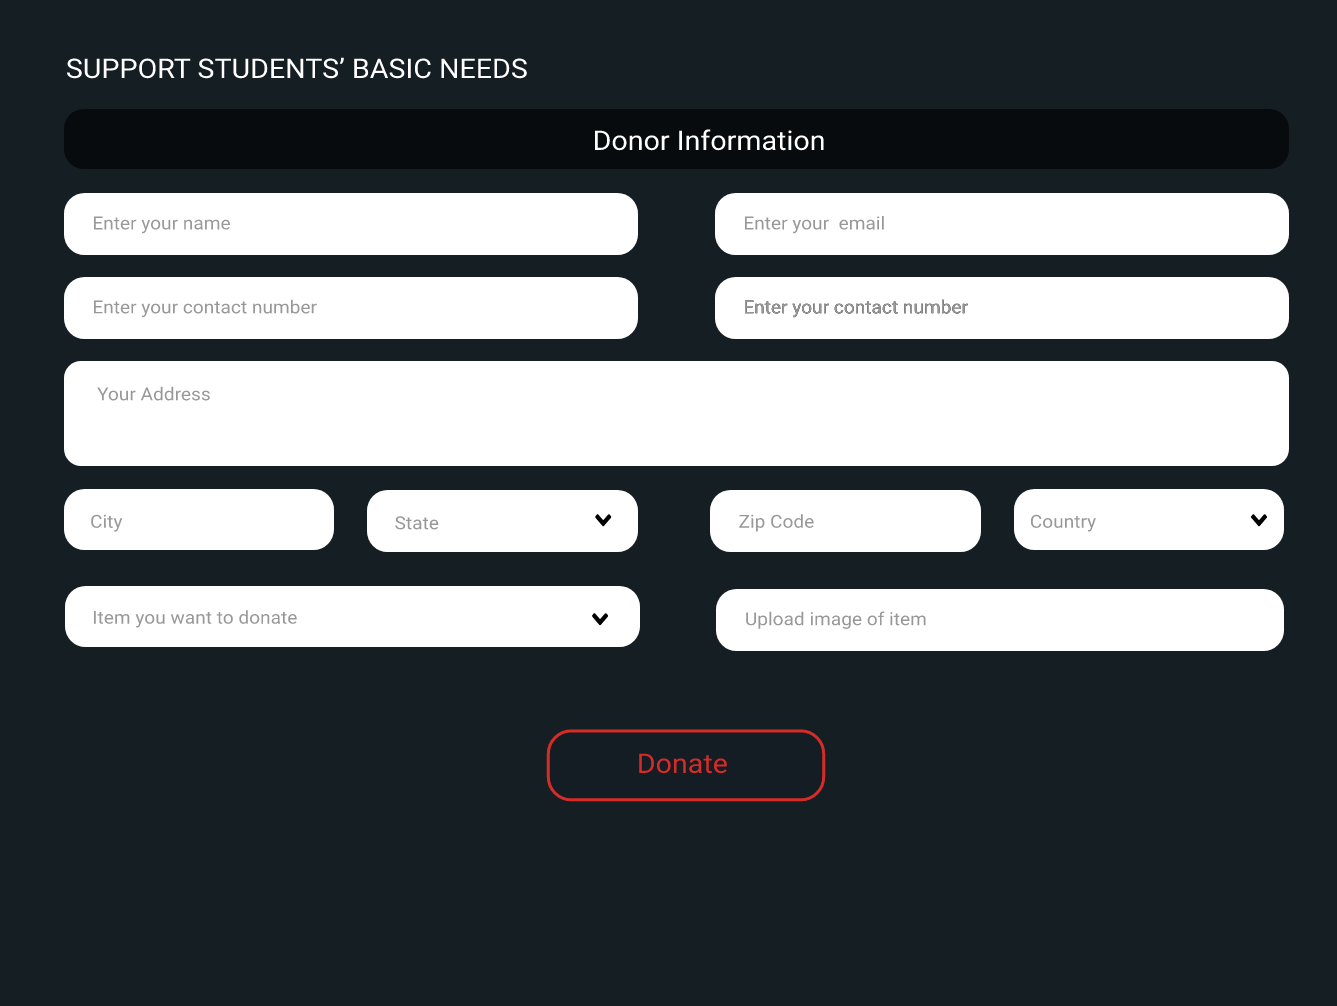 SUPPORT STUDENTS’ BASIC NEEDS
Donor Information
Enter your name
Enter your  email
Enter your contact number
Enter your contact number
Your Address
City
State
Zip Code
Country
Item you want to donate
Upload image of item
Donate